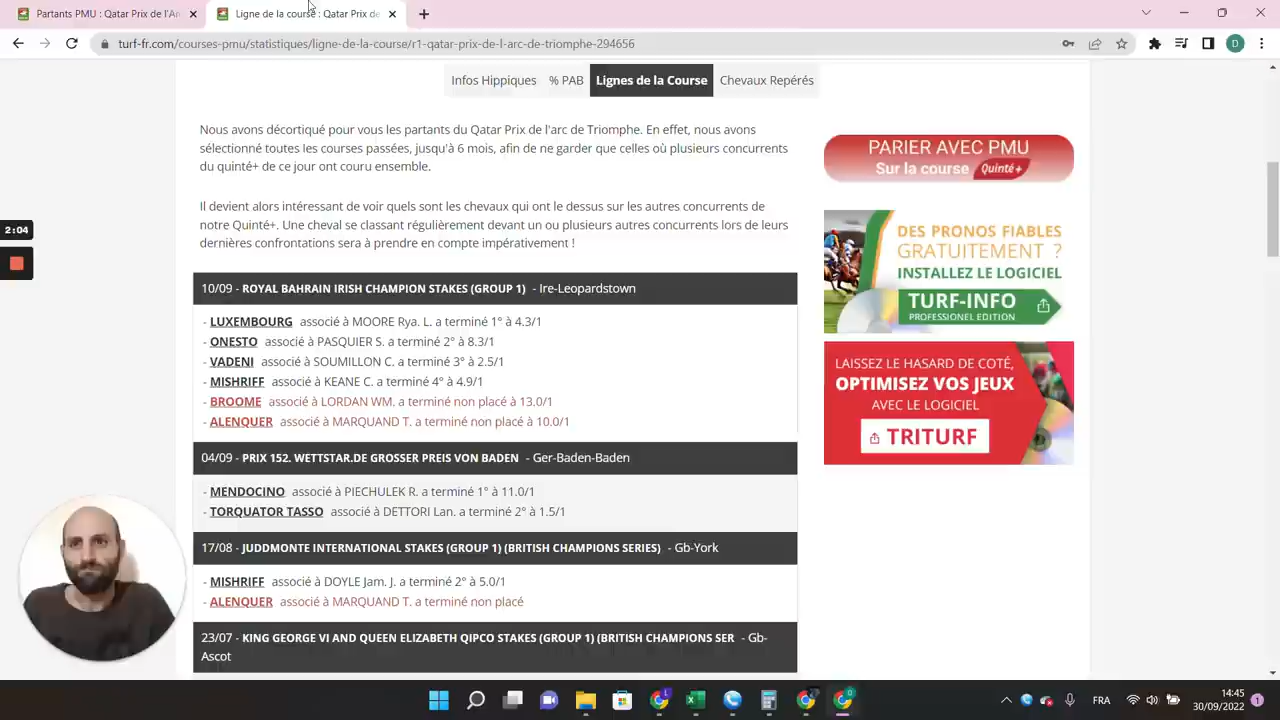 Partants PMU : Qatar Prix de l'Arc
Ligne de la course : Qatar Prix de
turf-fr.com/courses-pmu/statistiques/ligne-de-la-course/r1-qatar-prix-de-l-arc-de-triomphe-294656
D
Infos Hippiques
% PAB
Lignes de la Course
Chevaux Repérés
Nous avons décortiqué pour vous les partants du Qatar Prix de l'arc de Triomphe. En effet, nous avons
sélectionné toutes les courses passées, jusqu'à 6 mois, afin de ne garder que celles où plusieurs concurrents
du quinté+ de ce jour ont couru ensemble.
Il devient alors intéressant de voir quels sont les chevaux qui ont le dessus sur les autres concurrents de
notre Quinté+. Une cheval se classant régulièrement devant un ou plusieurs autres concurrents lors de leurs
dernières confrontations sera à prendre en compte impérativement !
10/09 - ROYAL BAHRAIN IRISH CHAMPION STAKES (GROUP 1) - Ire-Leopardstown
- LUXEMBOURG associé à MOORE Rya. L. a terminé 1° à 4.3/1
- ONESTO associé à PASQUIER S. a terminé 2° à 8.3/1
- VADENI associé à SOUMILLON C. a terminé 3° à 2.5/1
- MISHRIFF associé à KEANE C. a terminé 4° à 4.9/1
- BROOME associé à LORDAN WM. a terminé non placé à 13.0/1
- ALENQUER associé à MARQUAND T. a terminé non placé à 10.0/1
04/09 - PRIX 152. WETTSTAR.DE GROSSER PREIS VON BADEN - Ger-Baden-Baden
- MENDOCINO associé à PIECHULEK R. a terminé 1° à 11.0/1
- TORQUATOR TASSO associé à DETTORI Lan. a terminé 2° à 1.5/1
17/08 - JUDDMONTE INTERNATIONAL STAKES (GROUP 1) (BRITISH CHAMPIONS SERIES) - Gb-York
- MISHRIFF associé à DOYLE Jam. J. a terminé 2° à 5.0/1
- ALENQUER associé à MARQUAND T. a terminé non placé
23/07 - KING GEORGE VI AND QUEEN ELIZABETH QIPCO STAKES (GROUP 1) (BRITISH CHAMPIONS SER - Gb-
Ascot
PARIER AVEC PMU
Sur la course Quinté+
DES PRONOS FIABLES
GRATUITEMENT ?
INSTALLEZ LE LOGICIEL
TURF-INFO
PROFESSIONEL EDITION
LAISSEZ LE HASARD DE COTÉ,
OPTIMISEZ VOS JEUX
AVEC LE LOGICIEL
TRITURF
2:04
FRA
14:45
30/09/2022
1